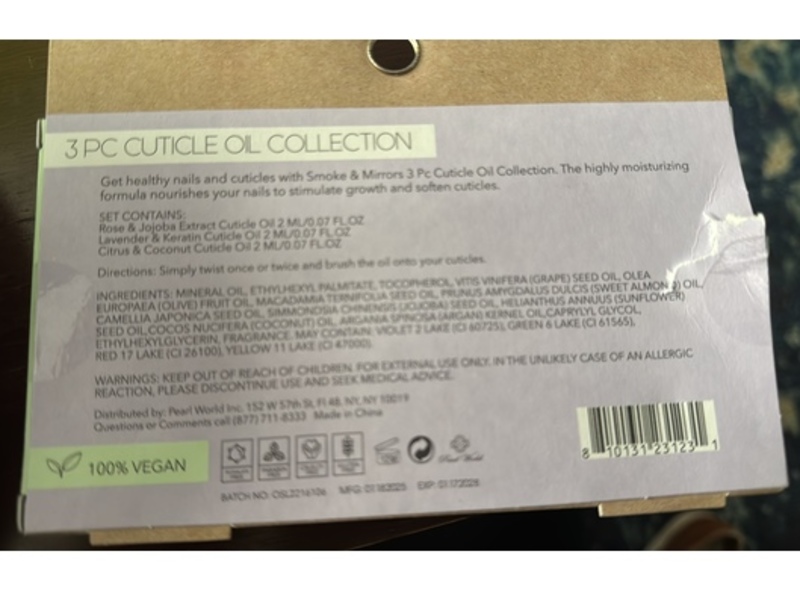 3 PC CUTICLE OIL COLLECTION
Get healthy nails and cuticles with Smoke & Mirrors 3 Pc Cuticle Oil Collection. The highly moisturizing
formula nourishes your nails to stimulate growth and soften cuticles.
SET CONTAINS:
Rose & Jojoba Extract Cuticle Oil 2 ML/0.07 FL.OZ
Lavender & Keratin Cuticle Oil 2 ML/0.07 FL.OZ
Citrus & Coconut Cuticle Oil 2 ML/0.07 FL.OZ
Directions: Simply twist once or twice and brush the oil onto your cuticles.
INGREDIENTS: MINERAL OIL, ETHYLHEXYL PALMITATE, TOCOPHEROL, VITIS VINIFERA (GRAPE) SEED OIL, OLEA
EUROPAEA (OLIVE) FRUIT OIL, MACADAMIA TERNIFOLIA SEED OIL, PRUNUS AMYGDALUS DULCIS (SWEET ALMOND) OIL,
CAMELLIA JAPONICA SEED OIL, SIMMONDSIA CHINENSIS (JOJOBA) SEED OIL, HELIANTHUS ANNUUS (SUNFLOWER)
SEED OIL,COCOS NUCIFERA (COCONUT) OIL, ARGANIA SPINOSA (ARGAN) KERNEL OIL,CAPRYLYL GLYCOL,
ETHYLHEXYLGLYCERIN, FRAGRANCE. MAY CONTAIN: VIOLET 2 LAKE (CI 60725), GREEN 6 LAKE (CI 61565),
RED 17 LAKE (CI 26100), YELLOW 11 LAKE (CI 47000).
WARNINGS: KEEP OUT OF REACH OF CHILDREN. FOR EXTERNAL USE ONLY. IN THE UNLIKELY CASE OF AN ALLERGIC
REACTION, PLEASE DISCONTINUE USE AND SEEK MEDICAL ADVICE.
Distributed by: Pearl World Inc. 152 W 57th St, Fl 48, NY, NY 10019
Questions or Comments call (877) 711-8333 Made in China
100% VEGAN
Pearl World
8 10131 23123 1
BATCH NO: OSL2216106 MFG: 01182025 EXP: 01172028